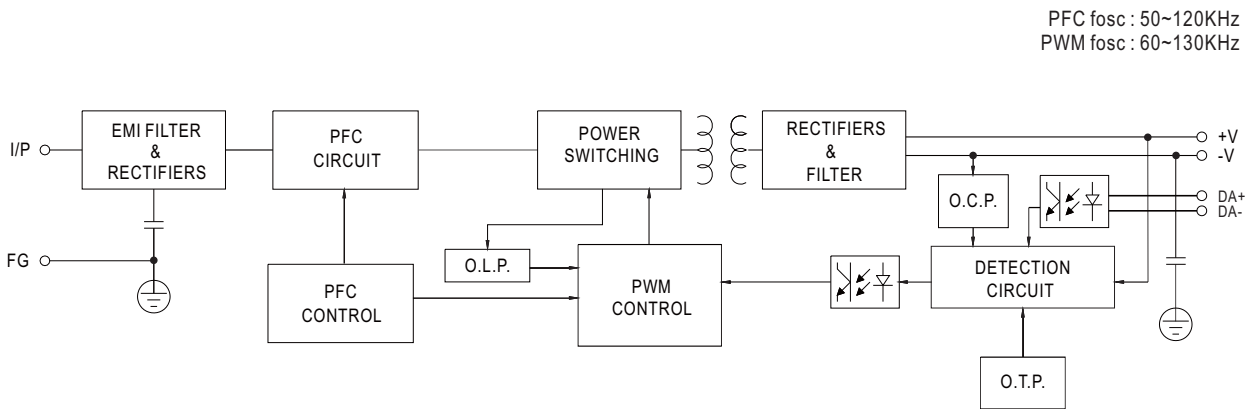 PFC fosc : 50~120KHz
PWM fosc : 60~130KHz
I/P
EMI FILTER
&
RECTIFIERS
PFC
CIRCUIT
POWER
SWITCHING
RECTIFIERS
&
FILTER
+V
-V
O.C.P.
DA+
DA-
FG
O.L.P.
PFC
CONTROL
PWM
CONTROL
DETECTION
CIRCUIT
O.T.P.